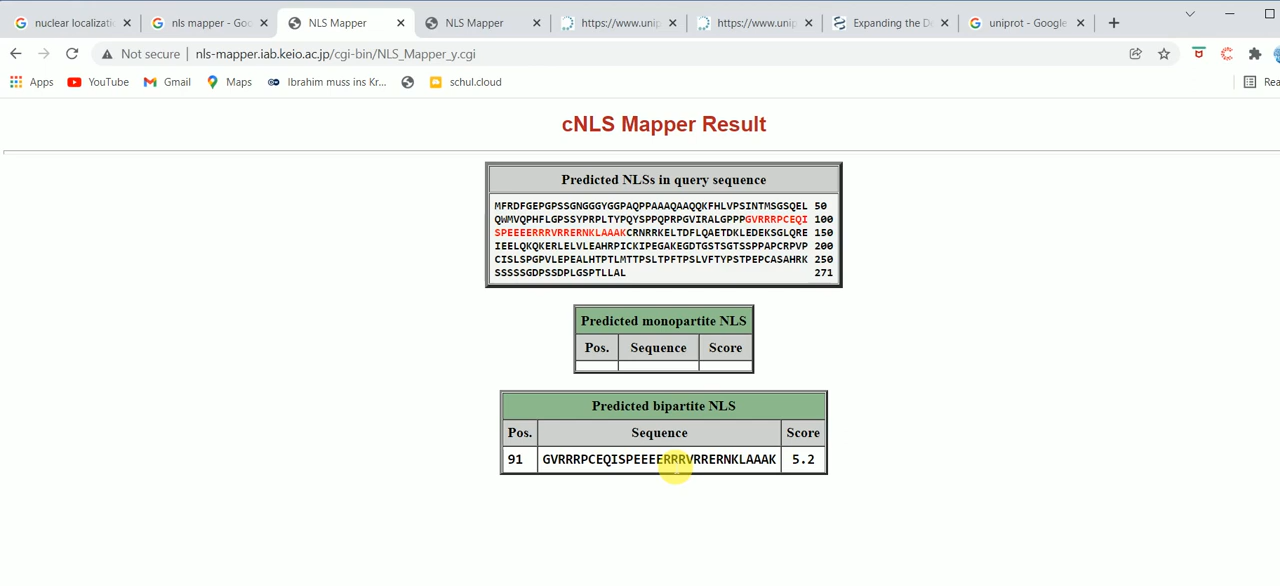 nuclear localizati
nls mapper - Goo
NLS Mapper
NLS Mapper
https://www.unip
https://www.unip
Expanding the De
uniprot - Google
Not secure
nls-mapper.iab.keio.ac.jp/cgi-bin/NLS_Mapper_y.cgi
Apps
YouTube
Gmail
Maps
Ibrahim muss ins Kr...
schul.cloud
Rea
cNLS Mapper Result
Predicted NLSs in query sequence
MFRDFGEPGPSSGNGGGYGGPAQPPAAAQAAQQKFHLVPSINTMSGSQEL 50
QWMVQPHFLGPSSYPRPLTYPQYSPPQPRPGVIRALGPPPGVRRRPCEQI 100
SPEEEERRRVRRERNKLAAAKCRNRRKELTDFLQAETDKLEDEKSGLQRE 150
IEELQKQKERLELVLEAHRPICKIPEGAKEGDTGSTSGTSSPPAPCRPVP 200
CISLSPGPVLEPEALHTPTLMTTPSLTPFTPSLVFTYPSTPEPCASAHRK 250
SSSSSGDPSSDPLGSPTLLAL 271
Predicted monopartite NLS
Pos. Sequence Score
Predicted bipartite NLS
Pos. Sequence Score
91 GVRRRPCEQISPEEEERRRVRRERNKLAAAK 5.2